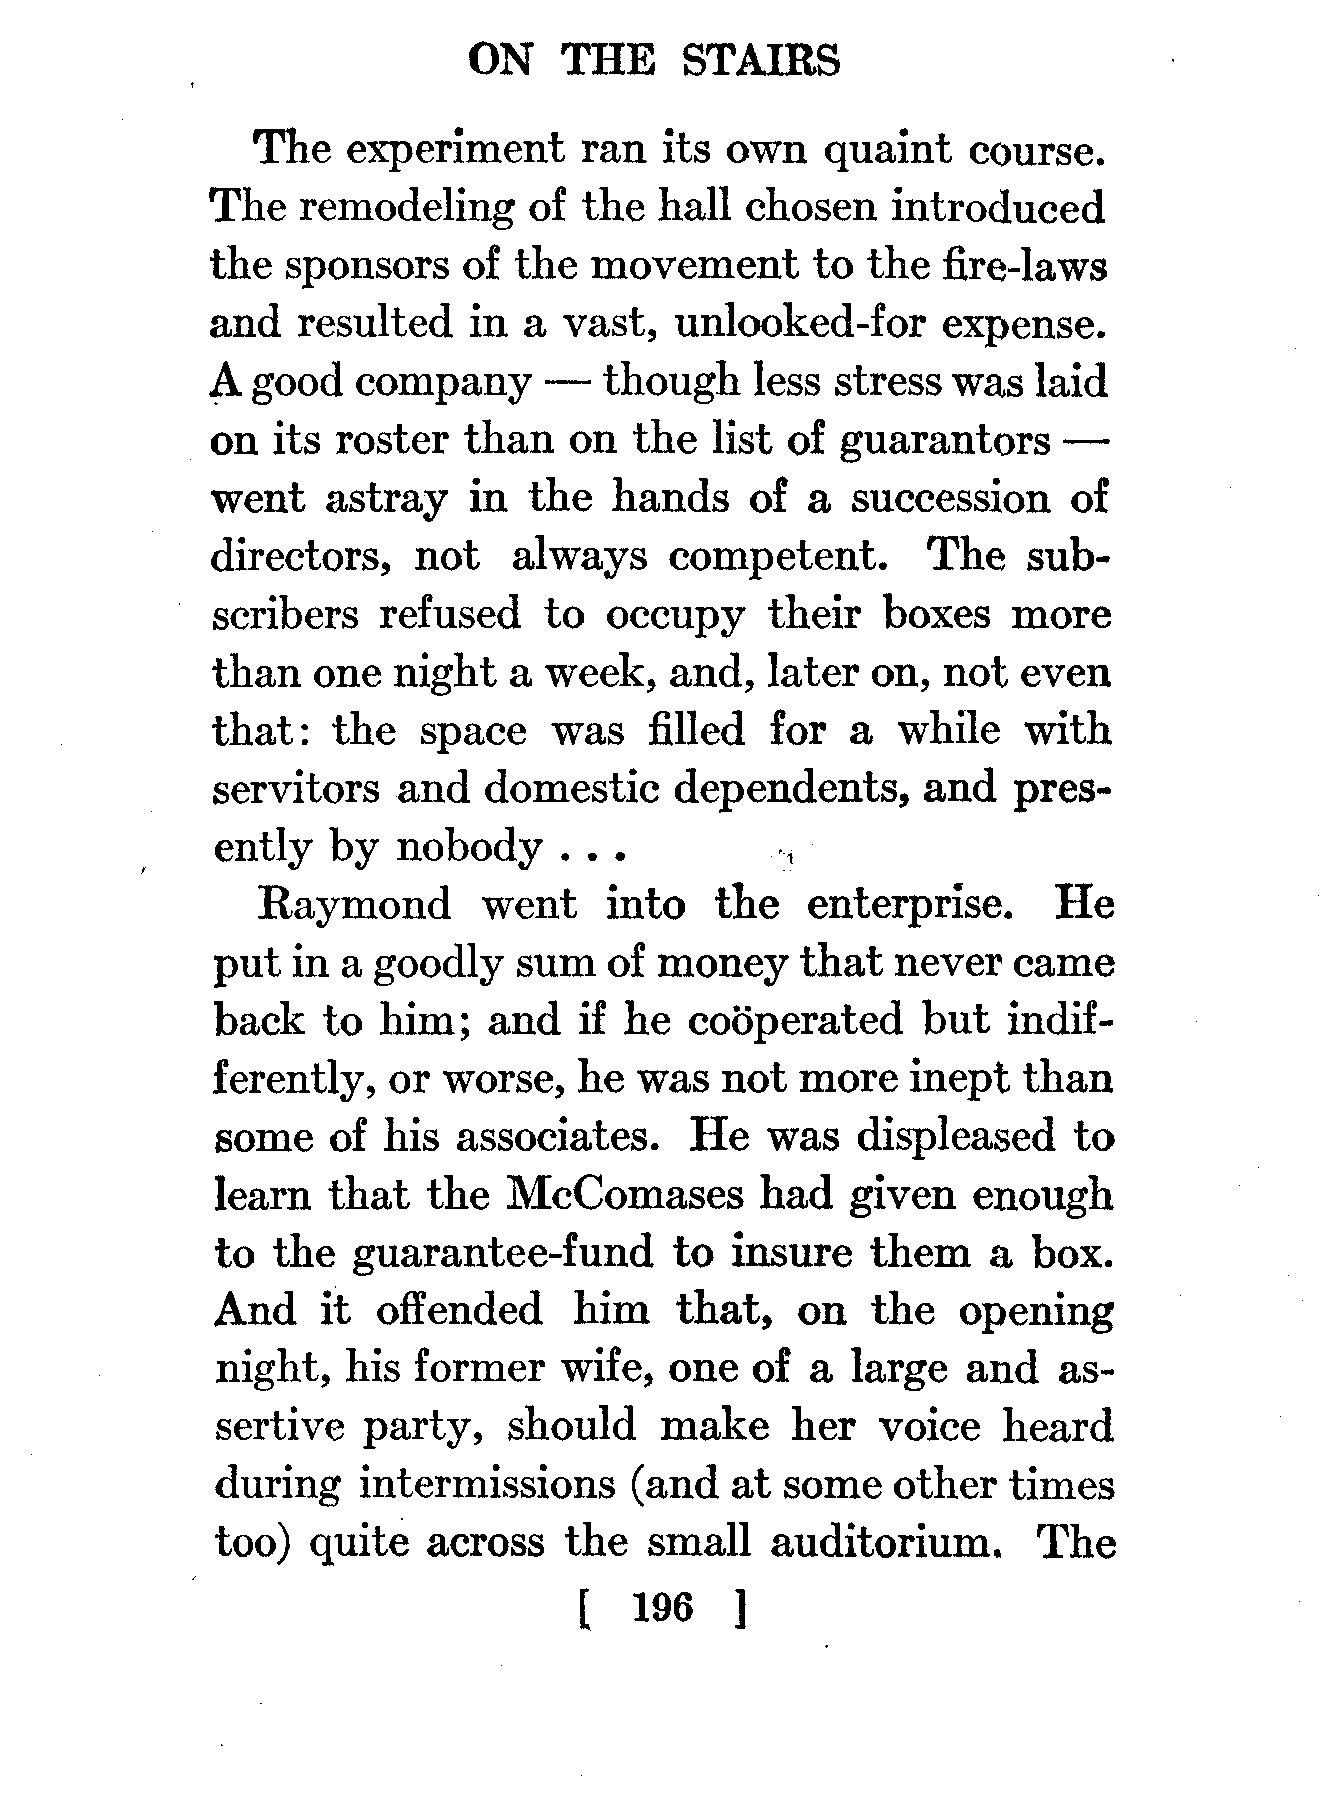 ON THE STAIRS
The experiment ran its own quaint course.
The remodeling of the hall chosen introduced
the sponsors of the movement to the fire-laws
and resulted in a vast, unlooked-for expense.
A good company — though less stress was laid
on its roster than on the list of guarantors —
went astray in the hands of a succession of
directors, not always competent. The sub-
scribers refused to occupy their boxes more
than one night a week, and, later on, not even
that: the space was filled for a while with
servitors and domestic dependents, and pres-
ently by nobody . . .
Raymond went into the enterprise. He
put in a goodly sum of money that never came
back to him; and if he coöperated but indif-
ferently, or worse, he was not more inept than
some of his associates. He was displeased to
learn that the McComases had given enough
to the guarantee-fund to insure them a box.
And it offended him that, on the opening
night, his former wife, one of a large and as-
sertive party, should make her voice heard
during intermissions (and at some other times
too) quite across the small auditorium. The
[ 196 ]